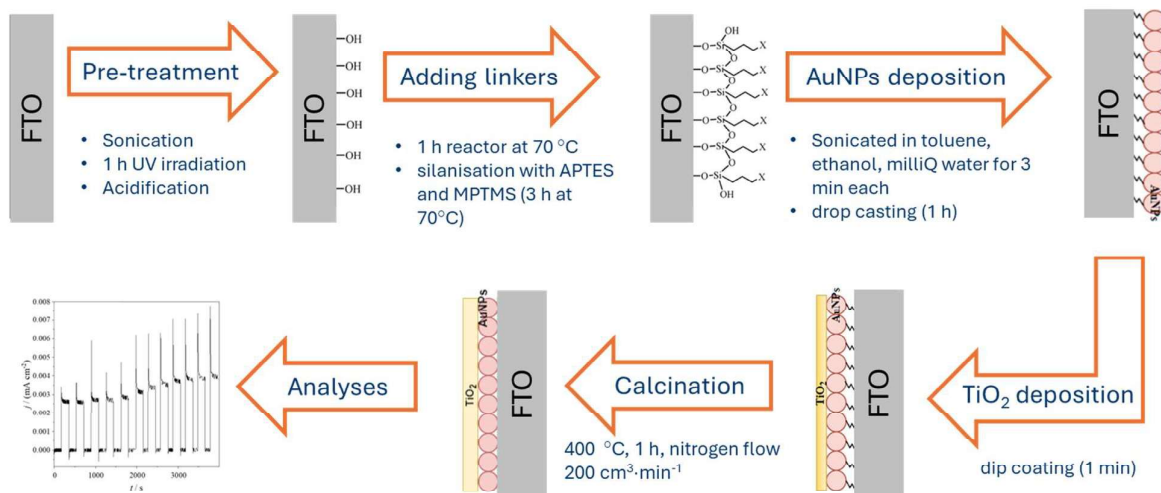 FTO
Pre-treatment
• Sonication
• 1 h UV irradiation
• Acidification
FTO
-OH
-OH
-OH
-OH
-OH
-OH
Adding linkers
• 1 h reactor at 70 °C
• silanisation with APTES
and MPTMS (3 h at
70°C)
FTO
OH
-O-Si X
O
-O-Si X
O
-O-Si X
O
-O-Si X
O
-O-Si X
O
-O-Si X
OH
AuNPs deposition
• Sonicated in toluene,
ethanol, milliQ water for 3
min each
• drop casting (1 h)
FTO
AuNPs
TiO₂ deposition
dip coating (1 min)
TiO₂
AuNPs
FTO
Calcination
400 °C, 1 h, nitrogen flow
200 cm³·min⁻¹
TiO₂
AuNPs
FTO
Analyses
j / (mA cm⁻²)
0.008
0.007
0.006
0.005
0.004
0.003
0.002
0.001
0.000
0 1000 2000 3000
t / s